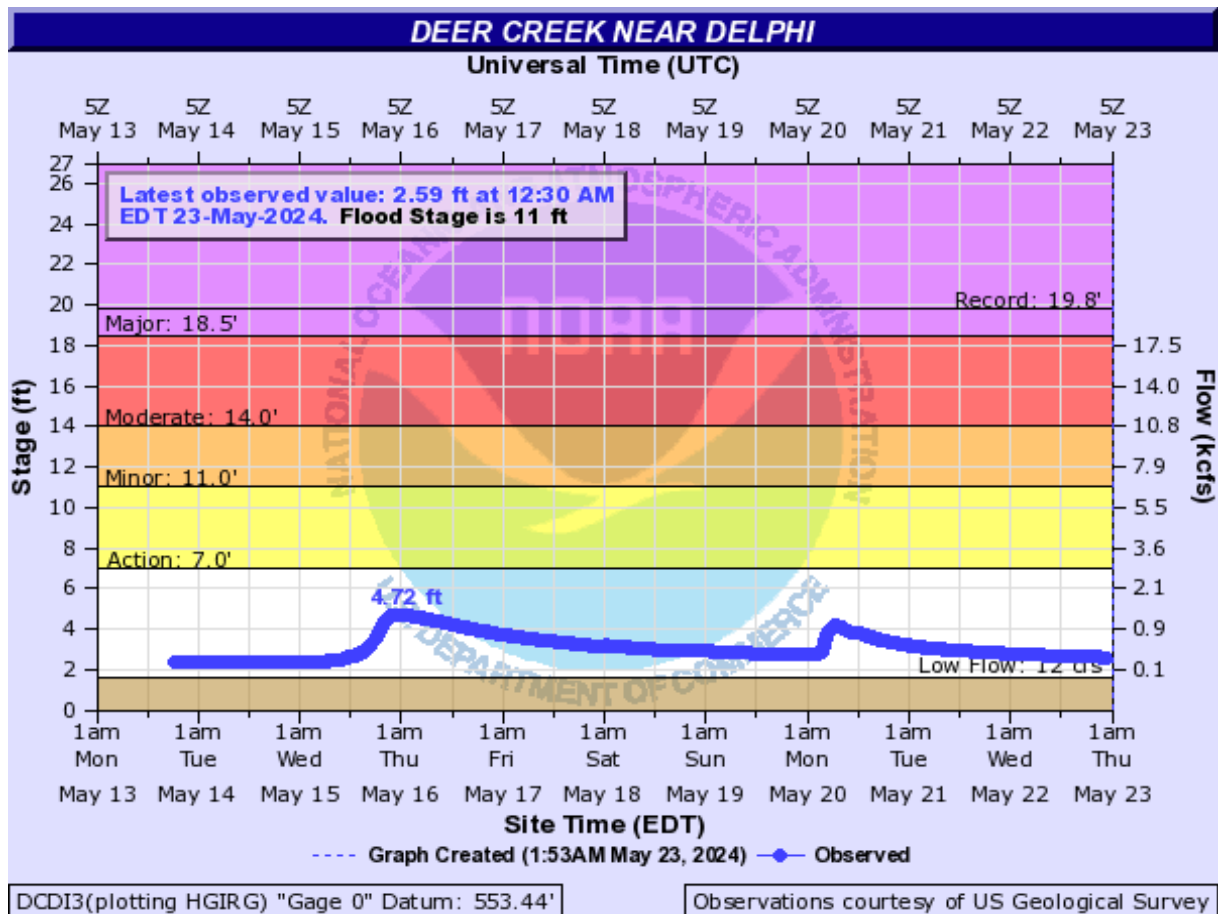 DEER CREEK NEAR DELPHI
Universal Time (UTC)
5Z 5Z 5Z 5Z 5Z 5Z 5Z 5Z 5Z 5Z 5Z
May 13 May 14 May 15 May 16 May 17 May 18 May 19 May 20 May 21 May 22 May 23
Latest observed value: 2.59 ft at 12:30 AM
EDT 23-May-2024. Flood Stage is 11 ft
NATIONAL OCEANIC AND ATMOSPHERIC ADMINISTRATION
NOAA
U.S. DEPARTMENT OF COMMERCE
Record: 19.8'
Major: 18.5'
Moderate: 14.0'
Minor: 11.0'
Action: 7.0'
4.72 ft
Low Flow: 12 cfs
Stage (ft)
27
26
24
22
20
18
16
14
12
10
8
6
4
2
0
Flow (kcfs)
17.5
14.0
10.8
7.9
5.5
3.6
2.1
0.9
0.1
1am 1am 1am 1am 1am 1am 1am 1am 1am 1am 1am
Mon Tue Wed Thu Fri Sat Sun Mon Tue Wed Thu
May 13 May 14 May 15 May 16 May 17 May 18 May 19 May 20 May 21 May 22 May 23
Site Time (EDT)
Graph Created (1:53AM May 23, 2024) Observed
DCDI3(plotting HGIRG) "Gage 0" Datum: 553.44'
Observations courtesy of US Geological Survey